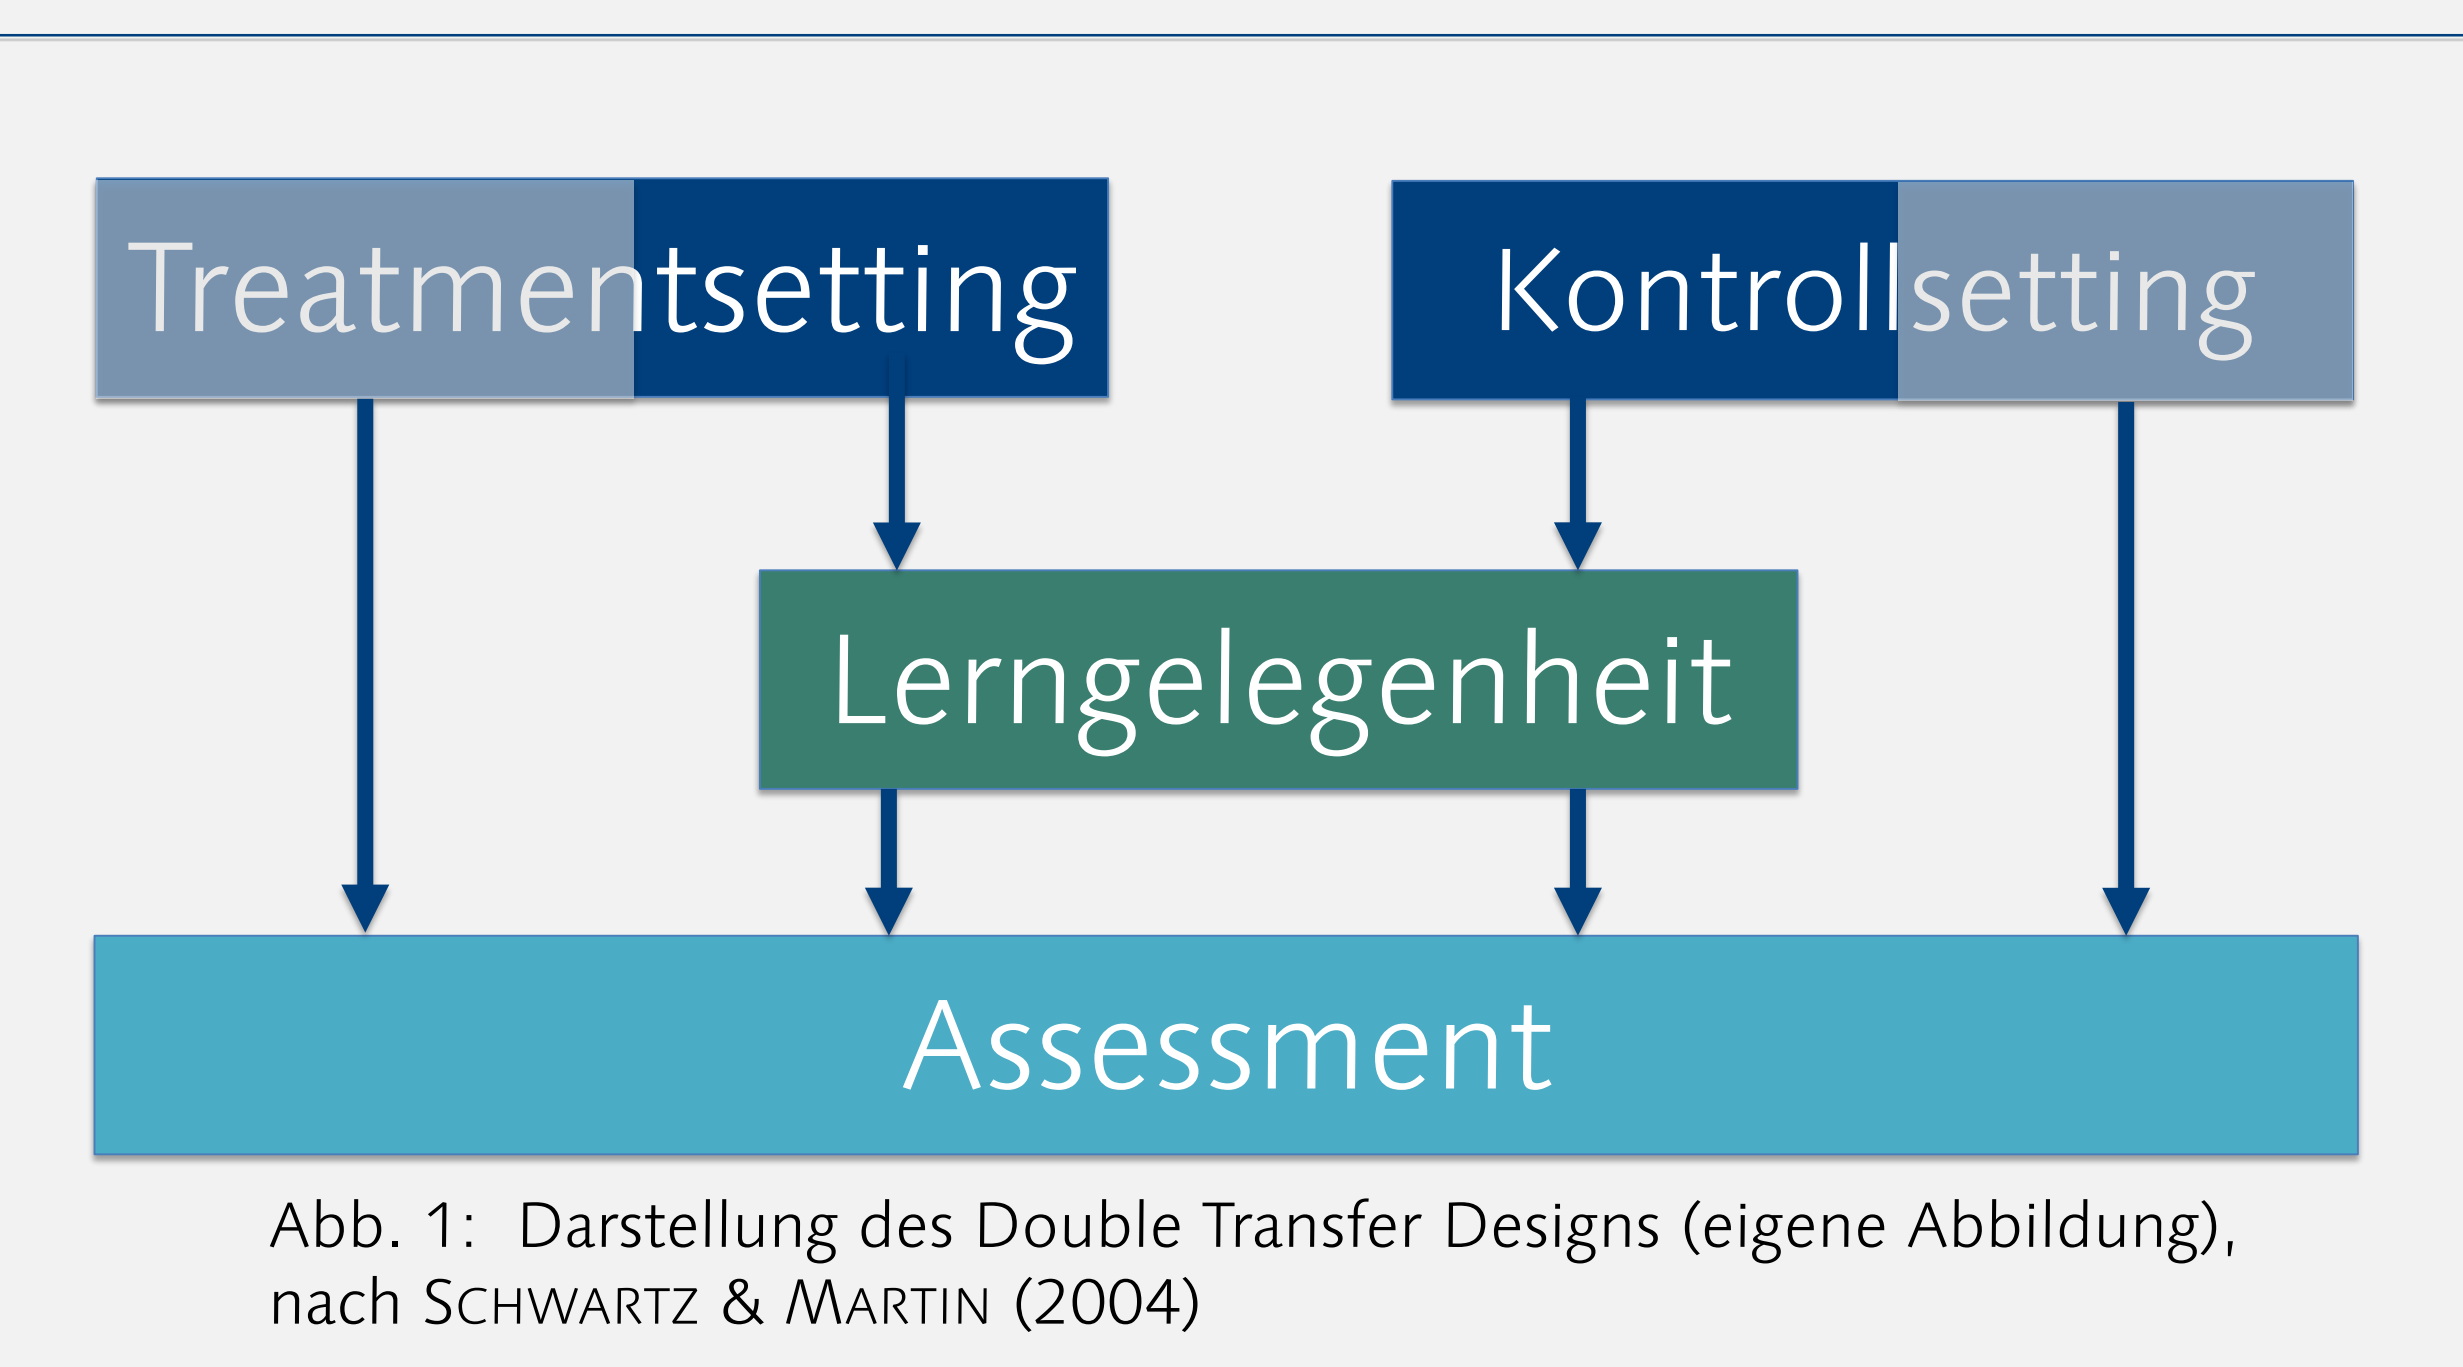 Treatmentsetting
Kontrollsetting
Lerngelegenheit
Assessment
Abb. 1: Darstellung des Double Transfer Designs (eigene Abbildung),
nach SCHWARTZ & MARTIN (2004)